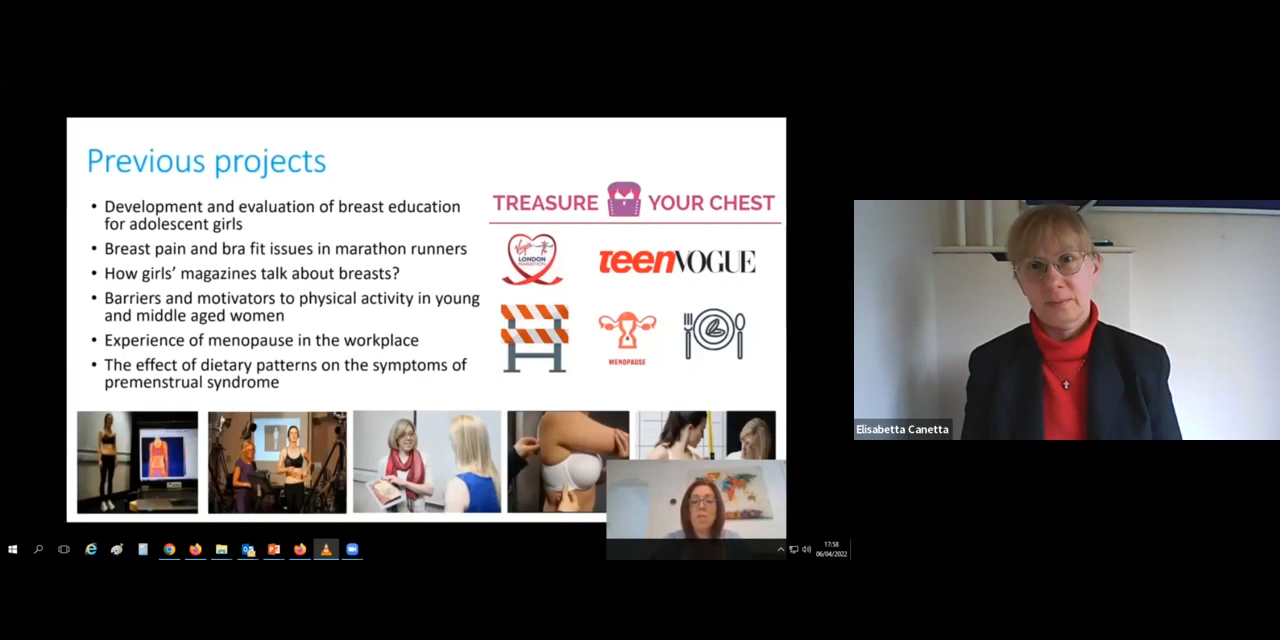 Previous projects
• Development and evaluation of breast education
for adolescent girls
• Breast pain and bra fit issues in marathon runners
• How girls’ magazines talk about breasts?
• Barriers and motivators to physical activity in young
and middle aged women
• Experience of menopause in the workplace
• The effect of dietary patterns on the symptoms of
premenstrual syndrome
TREASURE YOUR CHEST
Virgin
LONDON
MARATHON
teenVOGUE
MENOPAUSE
Elisabetta Canetta
17:58
06/04/2022